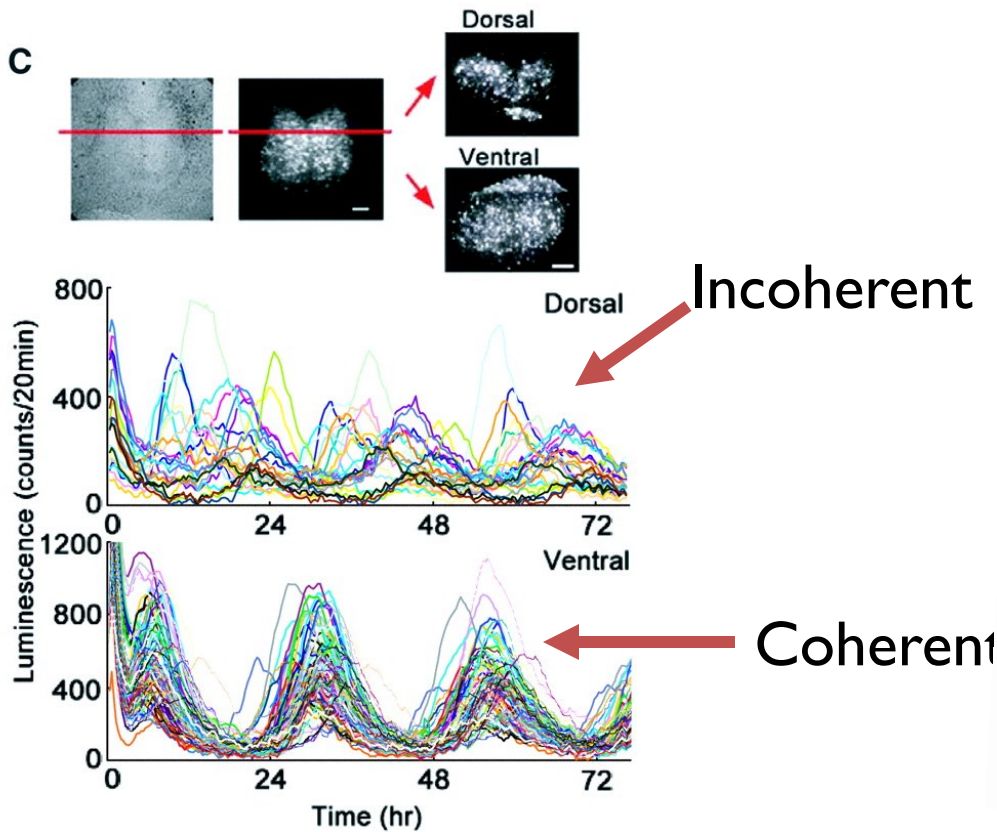 C
Dorsal
Ventral
Incoherent
Luminescence (counts/20min)
800
Dorsal
400
0
0 24 48 72
1200
Ventral
800
Coherent
400
0
0 24 48 72
Time (hr)